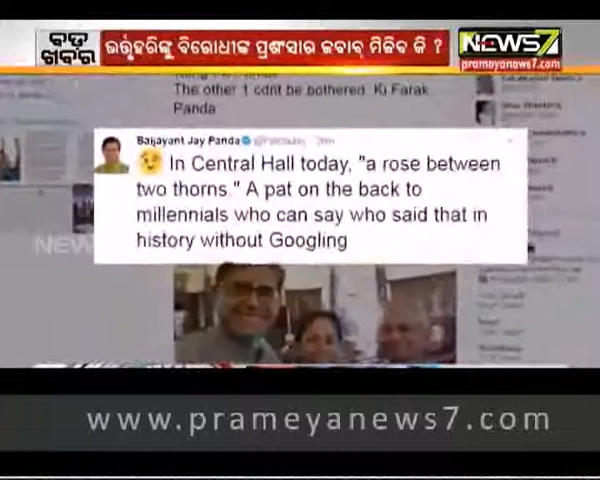 ବଡ଼
ଖବର
ଭର୍ତ୍ତୃହରିଙ୍କୁ ବିରୋଧୀଙ୍କ ପ୍ରଶଂସାର ଜବାବ୍ ମିଳିବ କି ?
NEWS7
prameyanews7.com
The other 1 cdnt be bothered. Ki Farak
Panda
Baijayant Jay Panda
😉 In Central Hall today, "a rose between
two thorns." A pat on the back to
millennials who can say who said that in
history without Googling
NEWS
www.prameyanews7.com